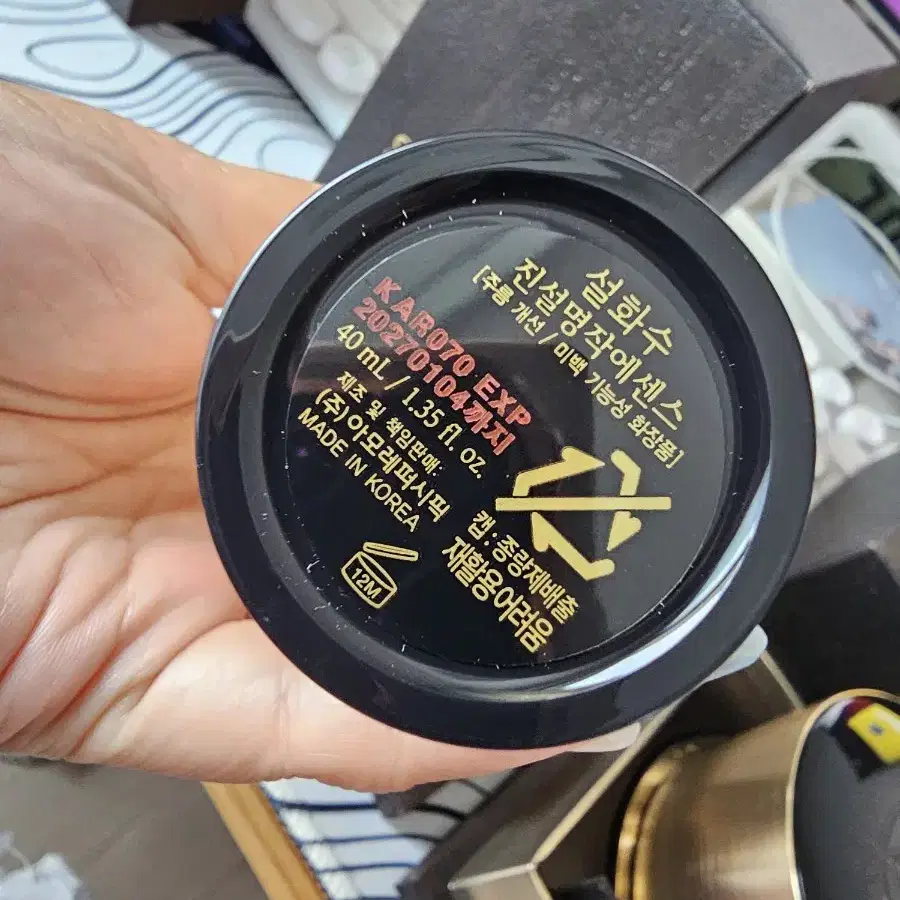 설화수
진설명작에센스
[주름 개선 / 미백 기능성 화장품]
KAR070 EXP
20270104까지
40 mL / 1.35 fl. oz.
제조 및 책임판매:
(주)아모레퍼시픽
MADE IN KOREA
12M
캡 : 종량제배출
재활용어려움